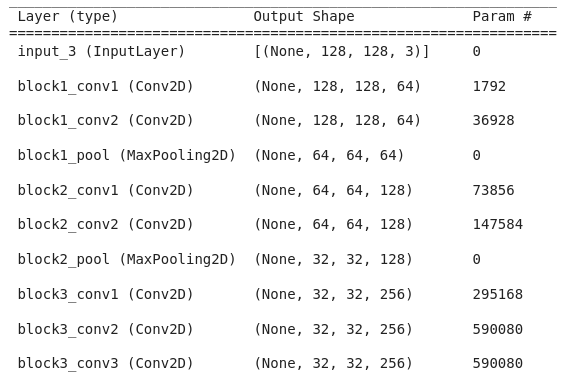 Layer (type) Output Shape Param #
=================================================================
input_3 (InputLayer) [(None, 128, 128, 3)] 0
block1_conv1 (Conv2D) (None, 128, 128, 64) 1792
block1_conv2 (Conv2D) (None, 128, 128, 64) 36928
block1_pool (MaxPooling2D) (None, 64, 64, 64) 0
block2_conv1 (Conv2D) (None, 64, 64, 128) 73856
block2_conv2 (Conv2D) (None, 64, 64, 128) 147584
block2_pool (MaxPooling2D) (None, 32, 32, 128) 0
block3_conv1 (Conv2D) (None, 32, 32, 256) 295168
block3_conv2 (Conv2D) (None, 32, 32, 256) 590080
block3_conv3 (Conv2D) (None, 32, 32, 256) 590080